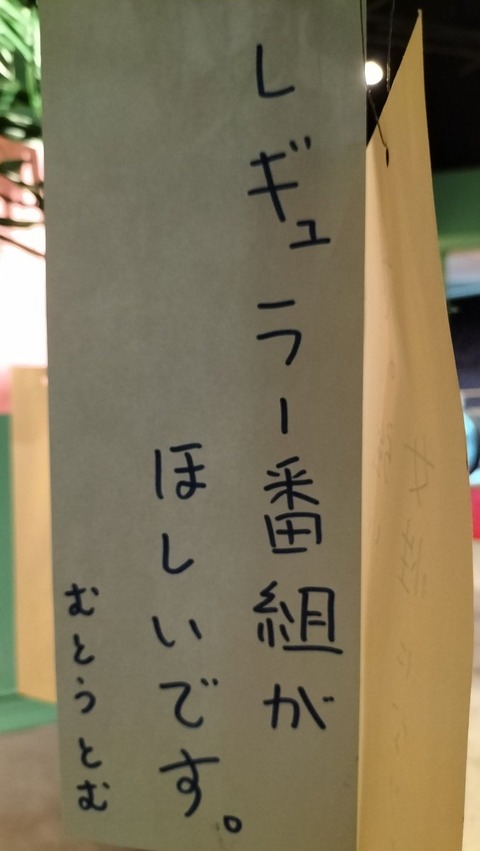 レギュラー番組が
ほしいです。
むとうとむ